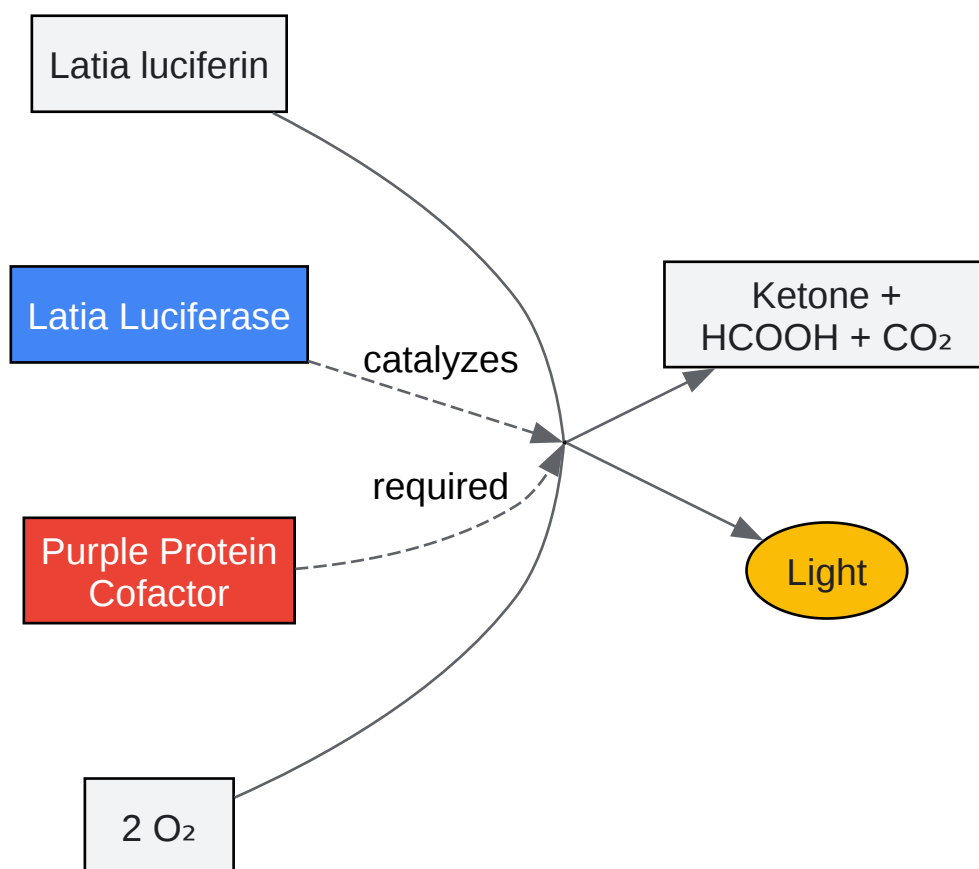 Latia luciferin
Latia Luciferase
catalyzes
Ketone +
HCOOH + CO₂
required
Purple Protein
Cofactor
Light
2 O₂